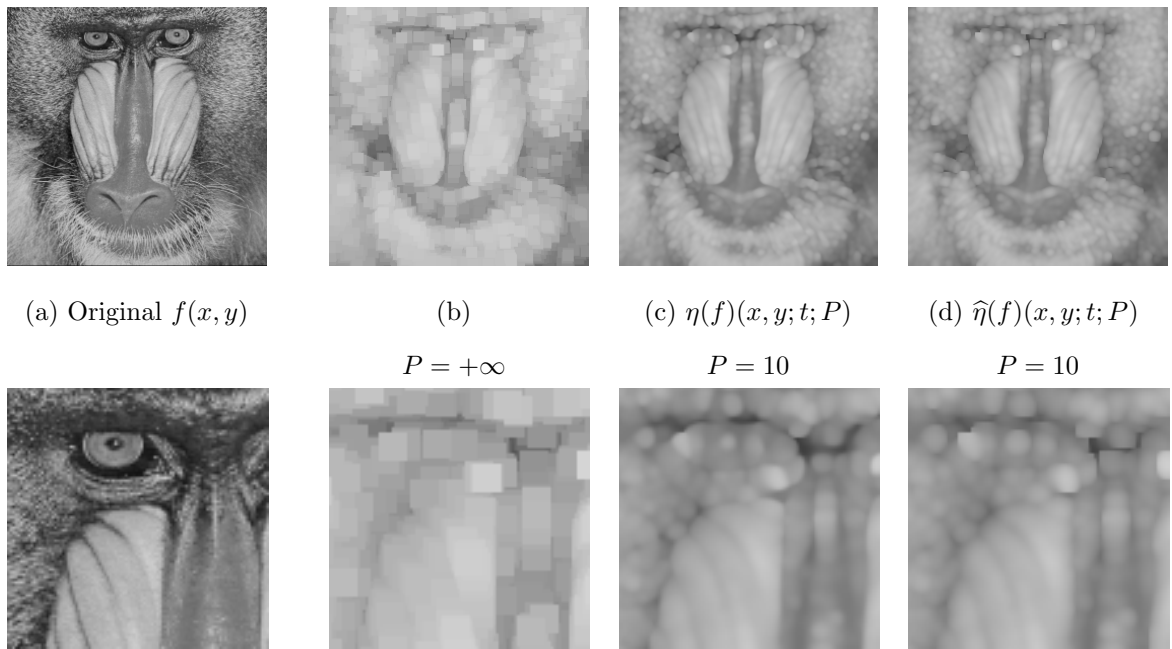 (a) Original f(x, y)
(b)
(c) η(f)(x, y; t; P)
(d) η̂(f)(x, y; t; P)
P = +∞
P = 10
P = 10